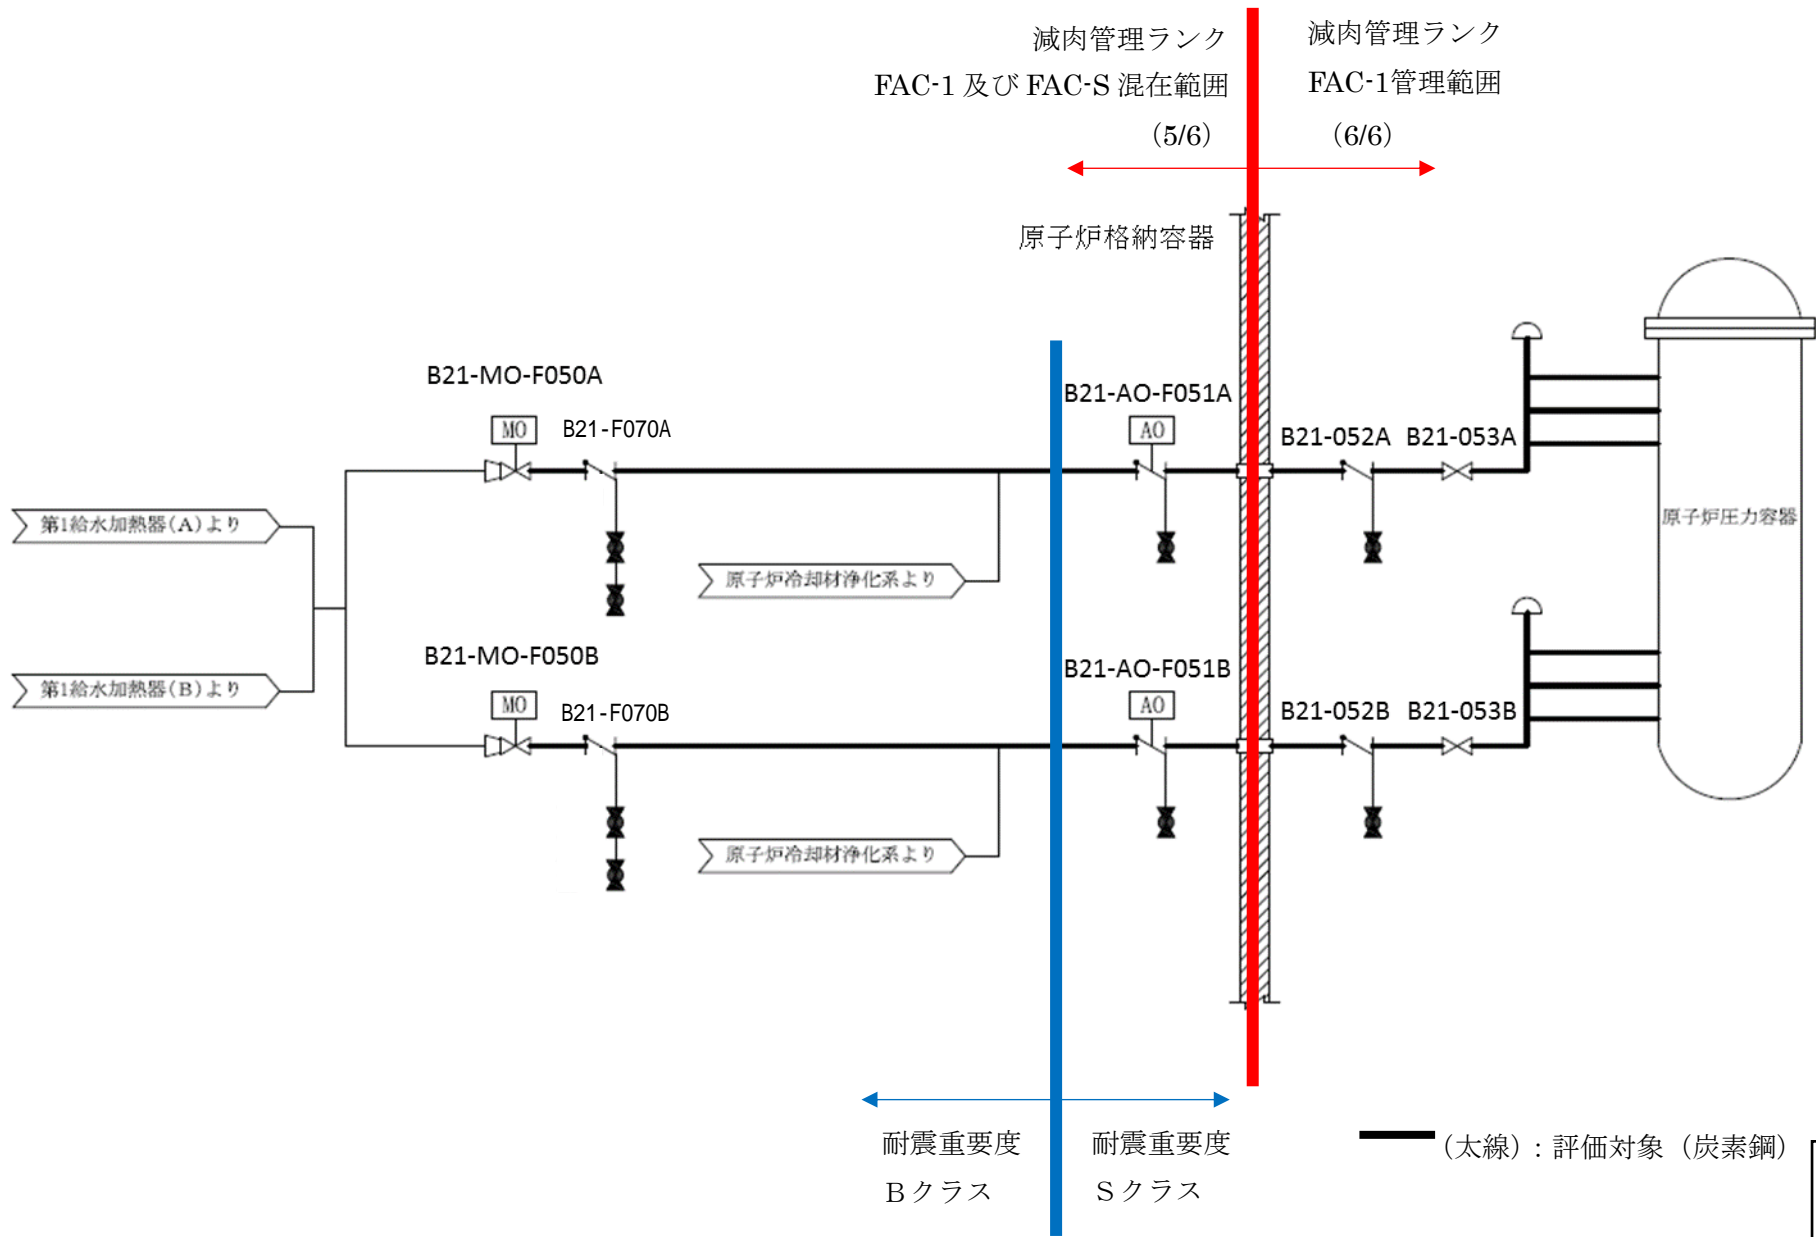 減肉管理ランク
FAC-1 及び FAC-S 混在範囲
(5/6)
減肉管理ランク
FAC-1管理範囲
(6/6)
原子炉格納容器
B21-MO-F050A
MO
B21-F070A
B21-AO-F051A
AO
B21-052A
B21-053A
第1給水加熱器(A)より
原子炉冷却材浄化系より
原子炉圧力容器
B21-MO-F050B
MO
B21-F070B
B21-AO-F051B
AO
B21-052B
B21-053B
第1給水加熱器(B)より
原子炉冷却材浄化系より
耐震重要度
Bクラス
耐震重要度
Sクラス
(太線):評価対象(炭素鋼)